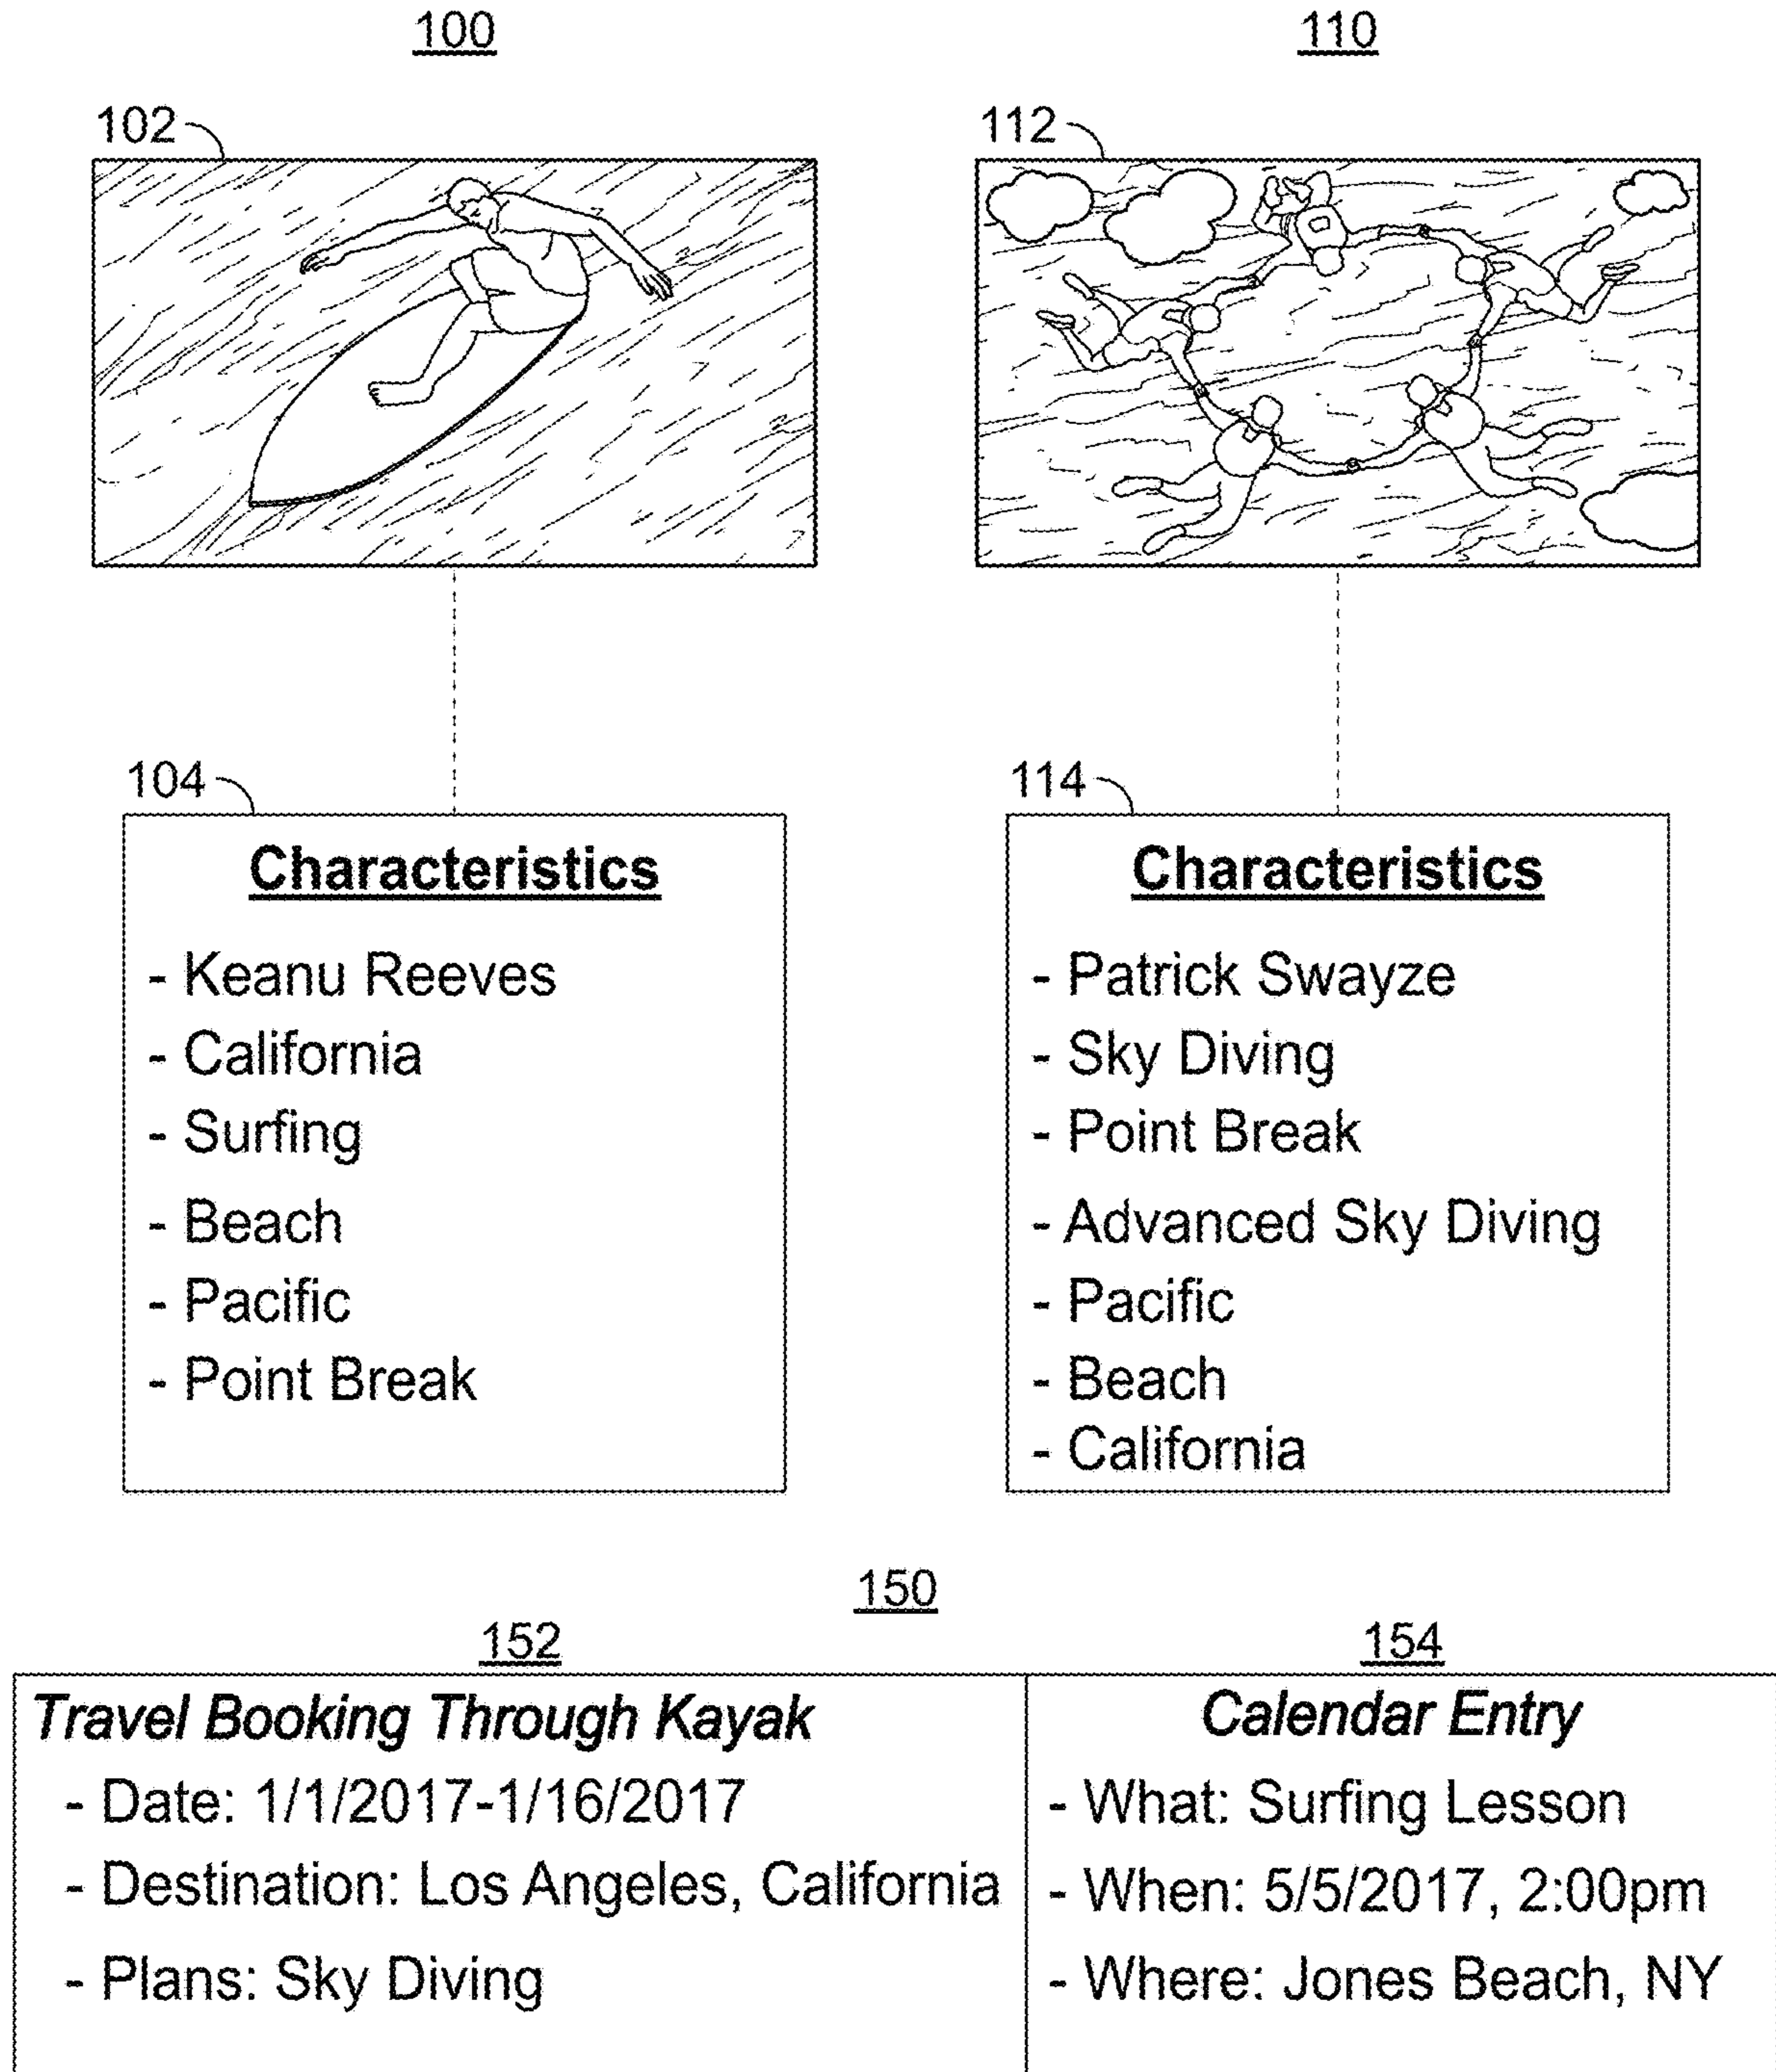 100
102
104
Characteristics
- Keanu Reeves
- California
- Surfing
- Beach
- Pacific
- Point Break
110
112
114
Characteristics
- Patrick Swayze
- Sky Diving
- Point Break
- Advanced Sky Diving
- Pacific
- Beach
- California
150
152
Travel Booking Through Kayak
- Date: 1/1/2017-1/16/2017
- Destination: Los Angeles, California
- Plans: Sky Diving
154
Calendar Entry
- What: Surfing Lesson
- When: 5/5/2017, 2:00pm
- Where: Jones Beach, NY